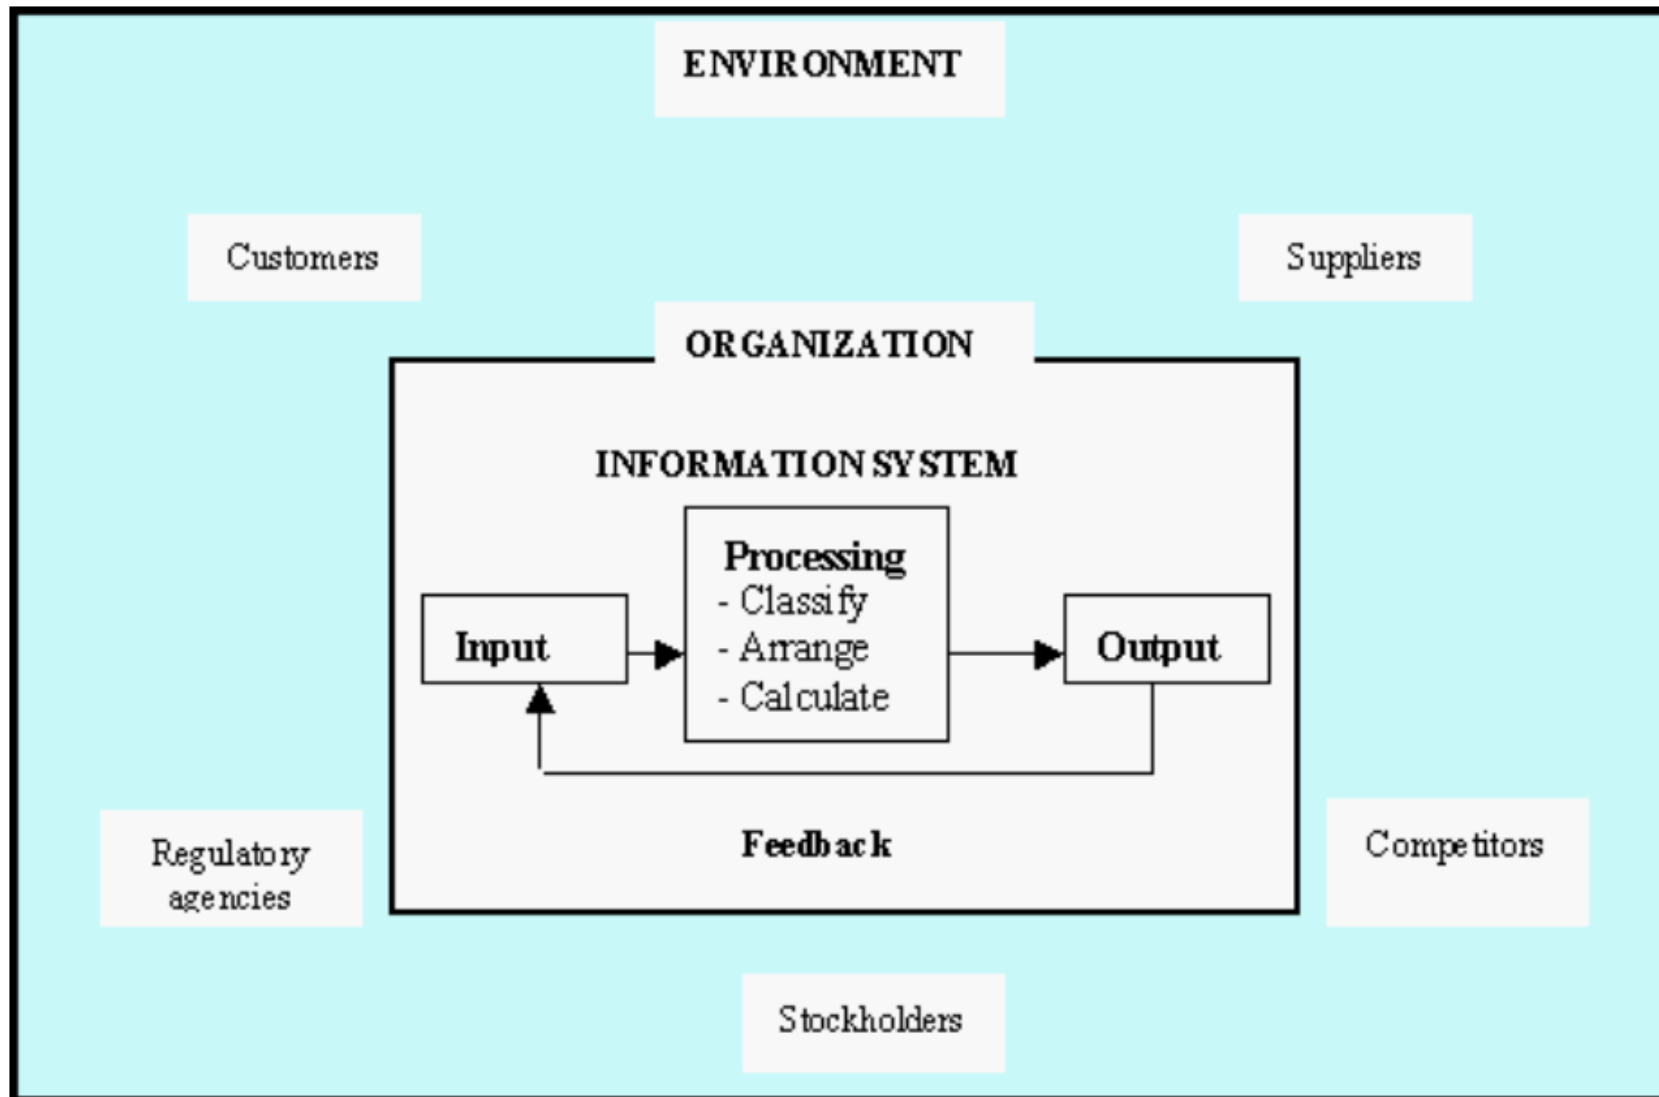 ENVIRONMENT
Customers
Suppliers
ORGANIZATION
INFORMATION SYSTEM
Processing
- Classify
- Arrange
- Calculate
Input
Output
Feedback
Regulatory
agencies
Competitors
Stockholders